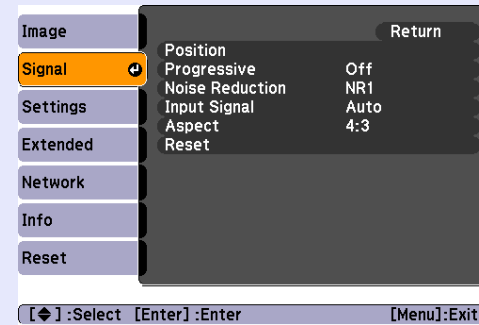 Image
Signal
Settings
Extended
Network
Info
Reset
Return
Position
Progressive Off
Noise Reduction NR1
Input Signal Auto
Aspect 4:3
Reset
[◆] :Select [Enter] :Enter [Menu]:Exit